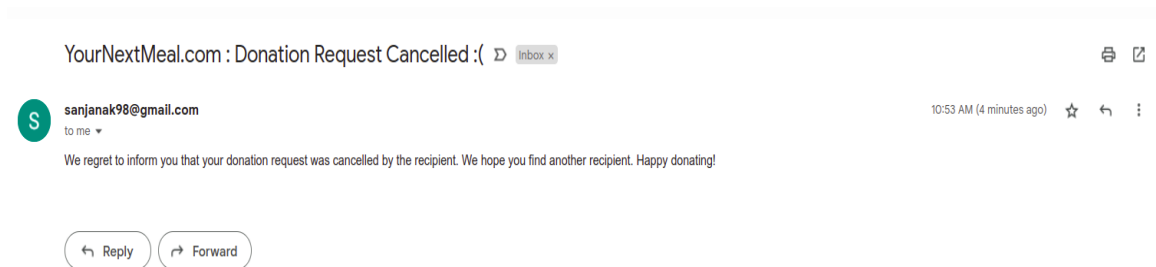 YourNextMeal.com : Donation Request Cancelled :( Inbox ×
S
sanjanak98@gmail.com 10:53 AM (4 minutes ago)
to me
We regret to inform you that your donation request was cancelled by the recipient. We hope you find another recipient. Happy donating!
Reply Forward